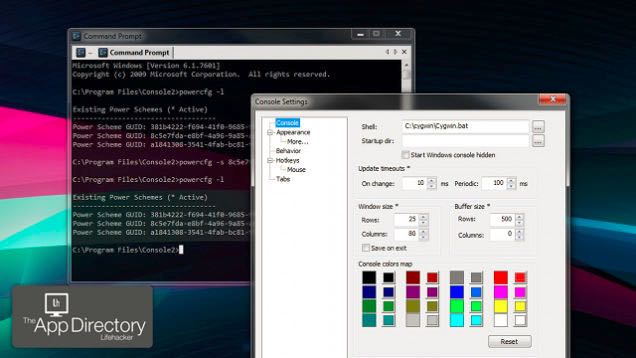 Command Prompt
Command Prompt
Microsoft Windows [Version 6.1.7601]
Copyright (c) 2009 Microsoft Corporation. All rights reserved.
C:\Program Files\Console2>powercfg -l
Existing Power Schemes (* Active)
-----------------------------------
Power Scheme GUID: 381b4222-f694-41f0-9685-
Power Scheme GUID: 8c5e7fda-e8bf-4a96-9a85-
Power Scheme GUID: a1841308-3541-4fab-bc81-
C:\Program Files\Console2>powercfg -s 8c5e7
C:\Program Files\Console2>powercfg -l
Existing Power Schemes (* Active)
-----------------------------------
Power Scheme GUID: 381b4222-f694-41f0-9685-
Power Scheme GUID: 8c5e7fda-e8bf-4a96-9a85-
Power Scheme GUID: a1841308-3541-4fab-bc81-
C:\Program Files\Console2>
Console Settings
Console
Appearance
More...
Behavior
Hotkeys
Mouse
Tabs
Shell: C:\cygwin\Cygwin.bat ...
Startup dir: ...
Start Windows console hidden
Update timeouts *
On change: 10 ms Periodic: 100 ms
Window size * Buffer size *
Rows: 25 Rows: 500
Columns: 80 Columns: 0
Save on exit
Console colors map
Reset
lh
The App Directory
Lifehacker